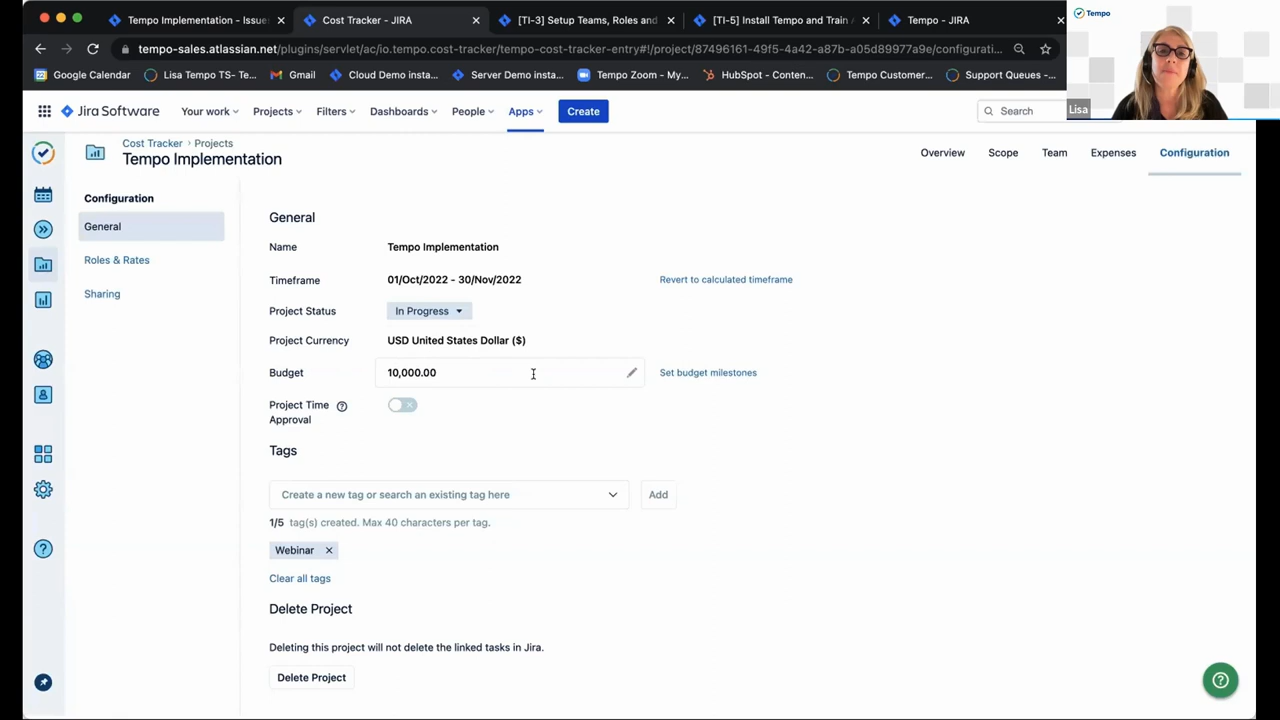 Tempo Implementation - Issue
Cost Tracker - JIRA
[TI-3] Setup Teams, Roles and
[TI-5] Install Tempo and Train
Tempo - JIRA
Tempo
tempo-sales.atlassian.net/plugins/servlet/ac/io.tempo.cost-tracker/tempo-cost-tracker-entry#!/project/87496161-49f5-4a42-a87b-a05d89977a9e/configurati...
Google Calendar
Lisa Tempo TS- Te...
Gmail
Cloud Demo insta...
Server Demo insta...
Tempo Zoom - My...
HubSpot - Conten...
Tempo Customer...
Support Queues -...
Lisa
Jira Software
Your work
Projects
Filters
Dashboards
People
Apps
Create
Search
Cost Tracker > Projects
Tempo Implementation
Overview
Scope
Team
Expenses
Configuration
Configuration
General
Roles & Rates
Sharing
General
Name
Tempo Implementation
Timeframe
01/Oct/2022 - 30/Nov/2022
Revert to calculated timeframe
Project Status
In Progress
Project Currency
USD United States Dollar ($)
Budget
10,000.00
Set budget milestones
Project Time
Approval
Tags
Create a new tag or search an existing tag here
Add
1/5 tag(s) created. Max 40 characters per tag.
Webinar
Clear all tags
Delete Project
Deleting this project will not delete the linked tasks in Jira.
Delete Project